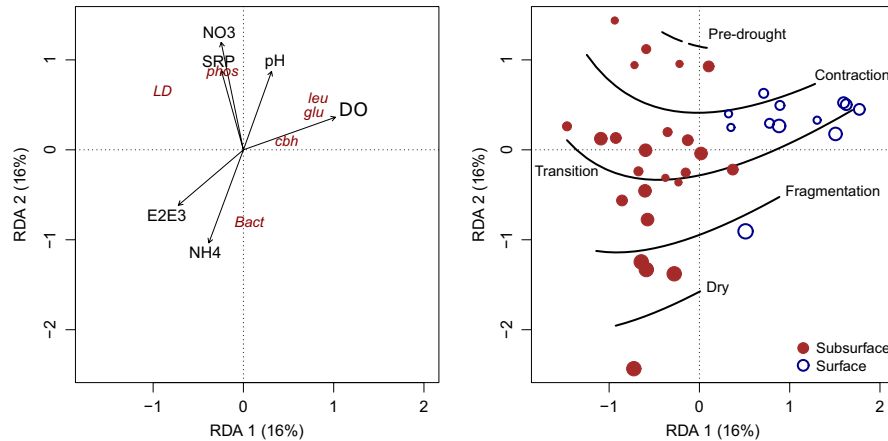 NO3
SRP
phos
pH
LD
leu
glu
DO
cbh
E2E3
Bact
NH4
1
0
−1
−2
RDA 2 (16%)
−1
0
1
2
RDA 1 (16%)
Pre-drought
Contraction
Transition
Fragmentation
Dry
Subsurface
Surface
1
0
−1
−2
RDA 2 (16%)
−1
0
1
2
RDA 1 (16%)